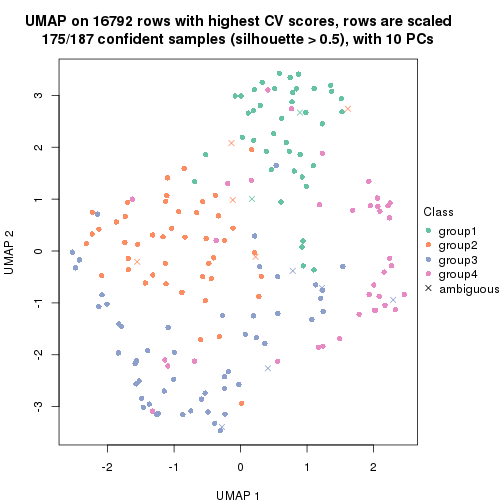 UMAP on 16792 rows with highest CV scores, rows are scaled
175/187 confident samples (silhouette > 0.5), with 10 PCs
3
2
1
0
-1
-2
-3
UMAP 2
-2 -1 0 1 2
UMAP 1
Class
group1
group2
group3
group4
ambiguous